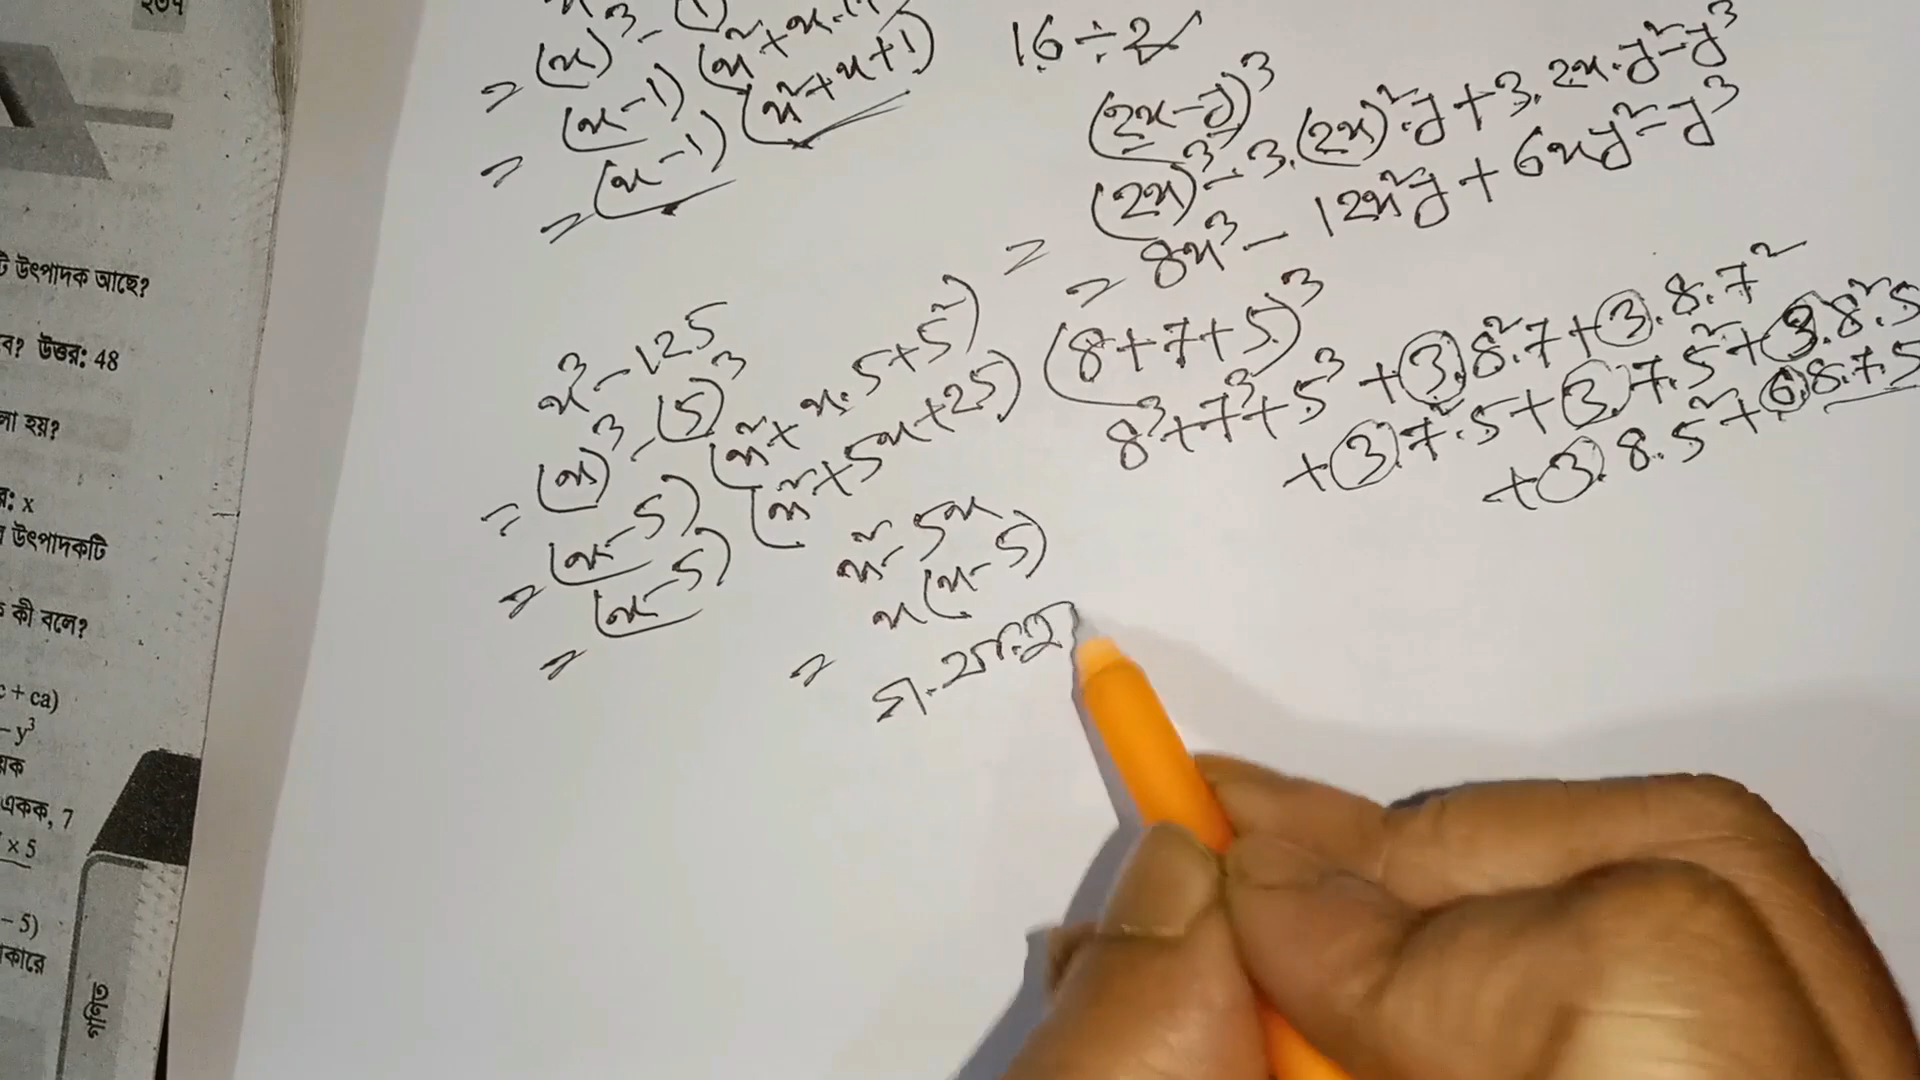 ২৩৭
টি উৎপাদক আছে?
বে? উত্তর: 48
লা হয়?
র: x
র উৎপাদকটি
ক কী বলে?
c + ca)
– y³
য়ক
একক, 7
× 5
– 5)
কারে
গণিত
= (x)³ – (1)
= (x–1) (x²+x·1
= (x–1) (x²+x+1)
x³–125
= (x)³–(5)³
= (x–5) (x²+x·5+5²)
= (x–5) (x²+5x+25)
x²–5x
= x(x–5)
গ.সা.গু
16÷2
(2x–y)³
= (2x)³–3.(2x)².y+3.2x.y²–y³
= 8x³–12x²y+6xy²–y³
(8+7+5)³
8³+7³+5³+3.8².7+3.8.7²
+3.7².5+3.7.5²+3.8².5
+3.8.5²+6.8.7.5